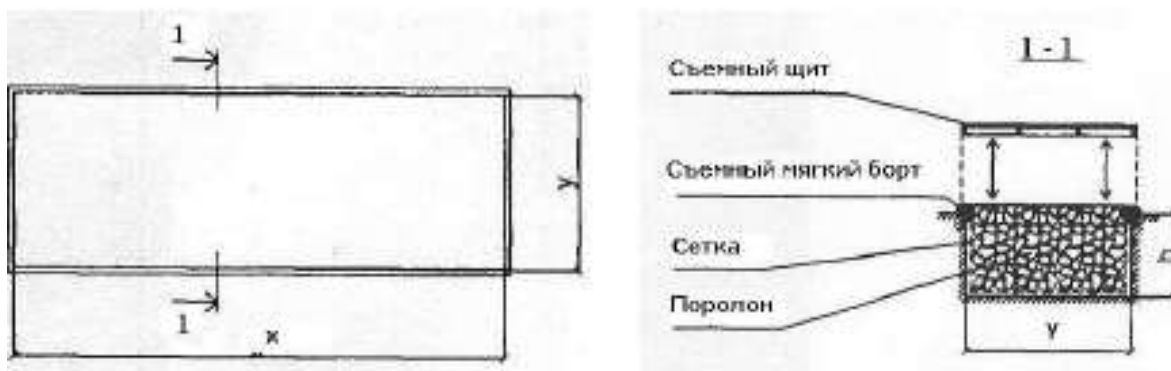 1
y
1
x
1 - 1
Съемный щит
Съемный мягкий борт
Сетка
Поролон
y